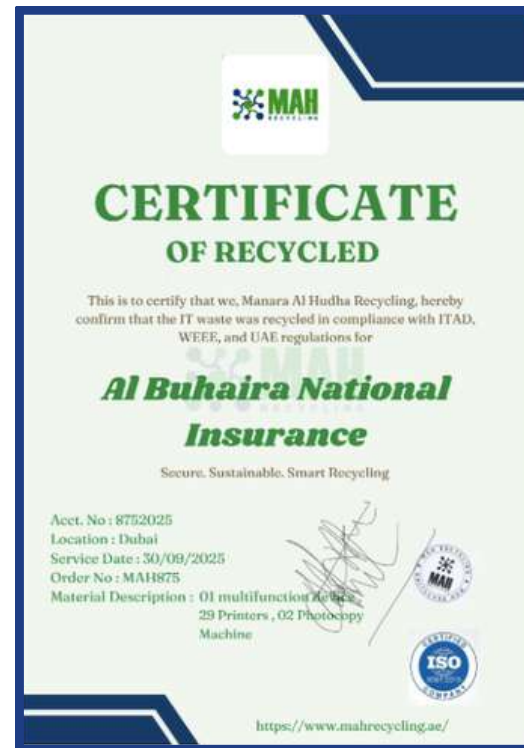 MAH
RECYCLING
CERTIFICATE
OF RECYCLED
This is to certify that we, Manara Al Hudha Recycling, hereby
confirm that the IT waste was recycled in compliance with ITAD,
WEEE, and UAE regulations for
Al Buhaira National
Insurance
Secure. Sustainable. Smart Recycling
Acct. No : 8752025
Location : Dubai
Service Date : 30/09/2025
Order No : MAH875
Material Description : 01 multifunction device
29 Printers , 02 Photocopy
Machine
MAH
CERTIFIED
ISO
COMPANY
https://www.mahrecycling.ae/